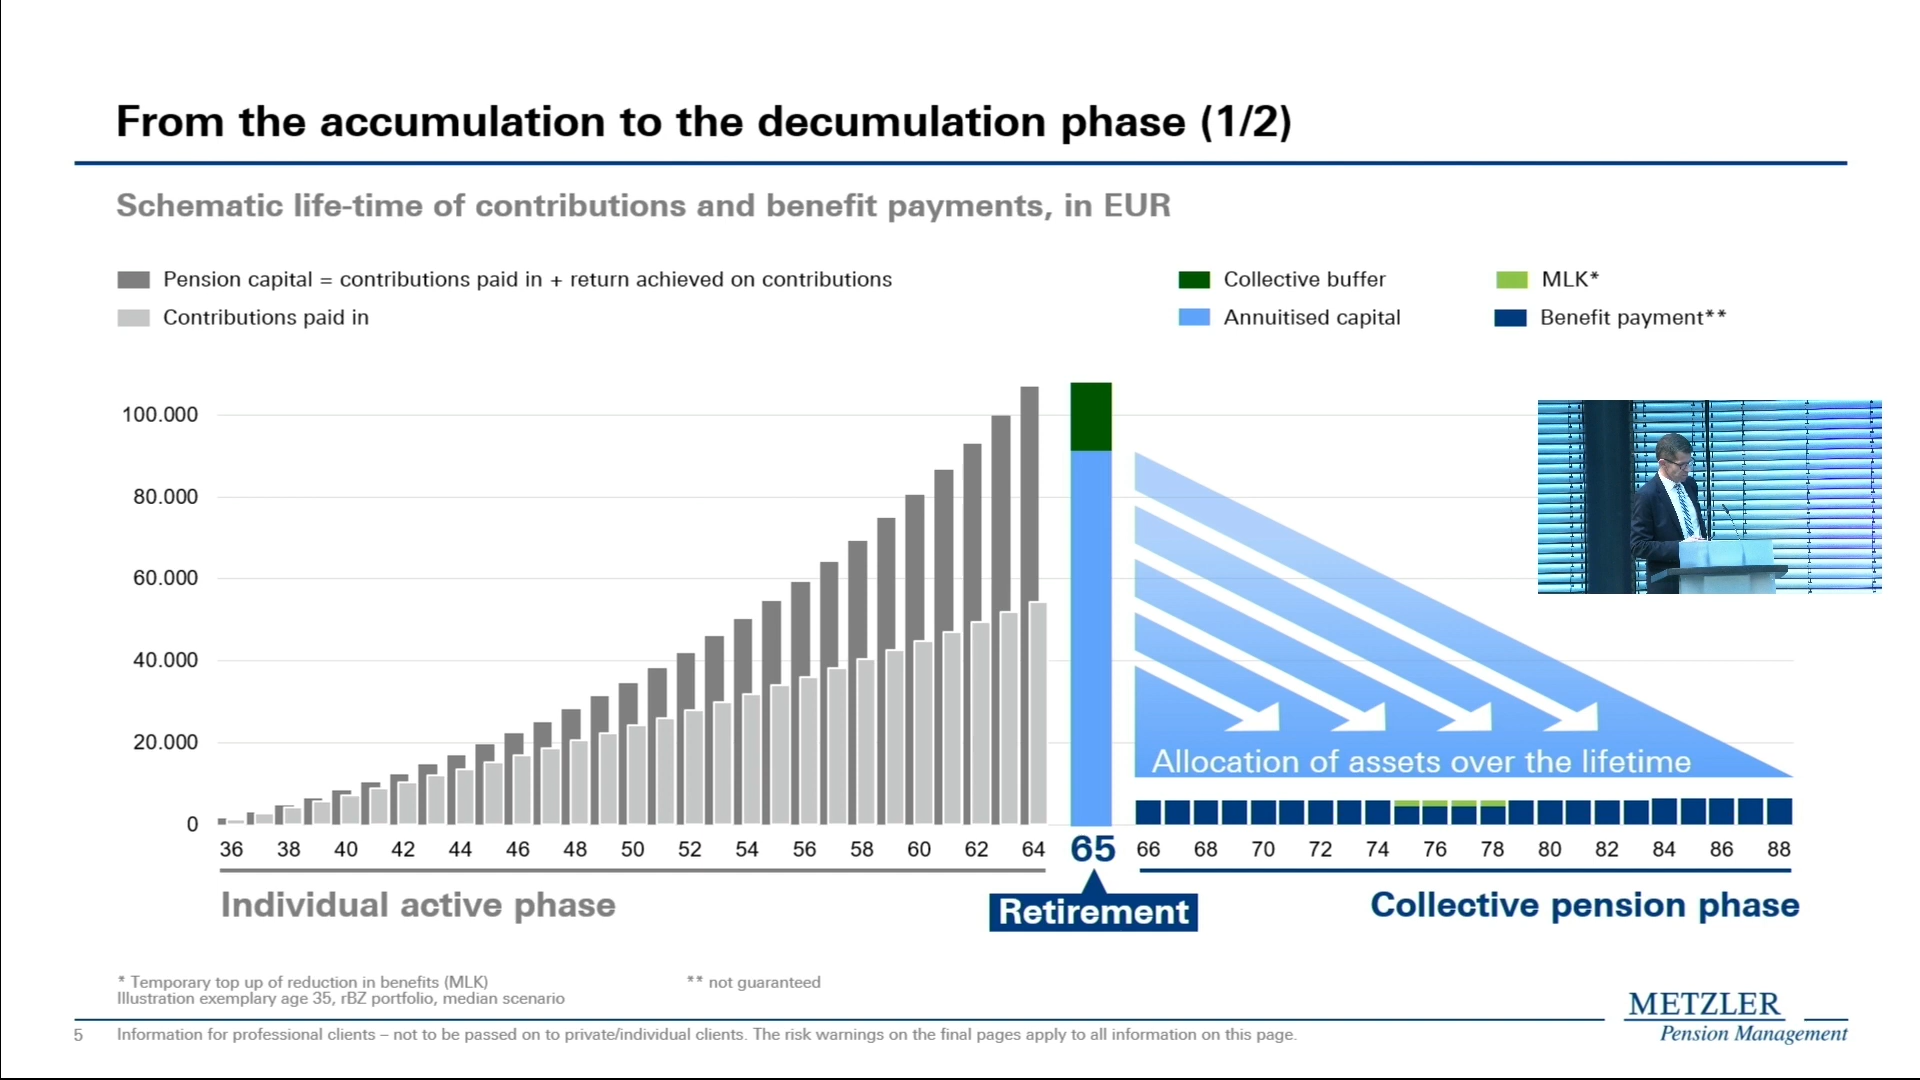 From the accumulation to the decumulation phase (1/2)
Schematic life-time of contributions and benefit payments, in EUR
Pension capital = contributions paid in + return achieved on contributions
Contributions paid in
Collective buffer
MLK*
Annuitised capital
Benefit payment**
100.000
80.000
60.000
40.000
20.000
0
Allocation of assets over the lifetime
36 38 40 42 44 46 48 50 52 54 56 58 60 62 64 65 66 68 70 72 74 76 78 80 82 84 86 88
Individual active phase
Retirement
Collective pension phase
* Temporary top up of reduction in benefits (MLK)
** not guaranteed
Illustration exemplary age 35, rBZ portfolio, median scenario
METZLER
Pension Management
5 Information for professional clients – not to be passed on to private/individual clients. The risk warnings on the final pages apply to all information on this page.